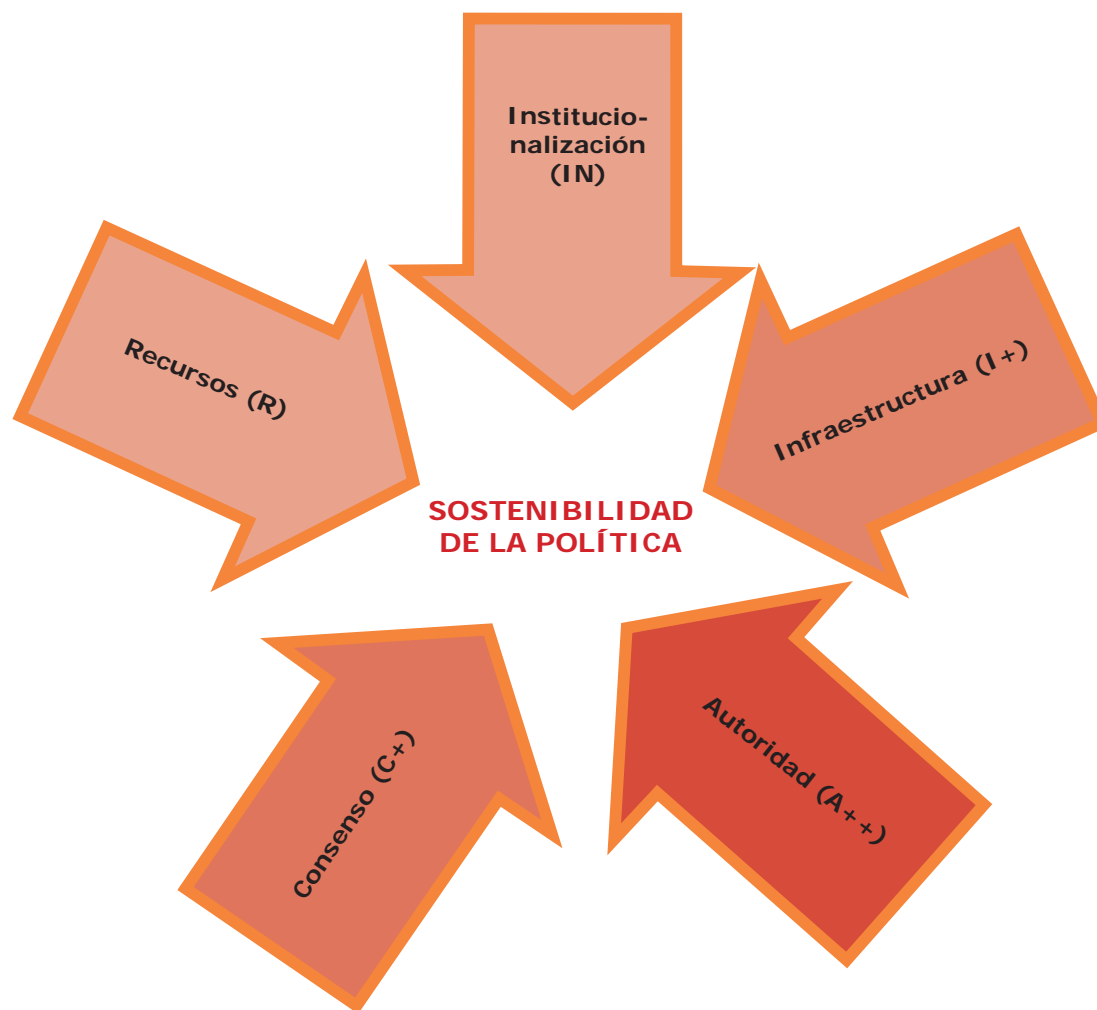 Institucio-
nalización
(IN)
Recursos (R)
Infraestructura (I+)
SOSTENIBILIDAD
DE LA POLÍTICA
Consenso (C+)
Autoridad (A++)